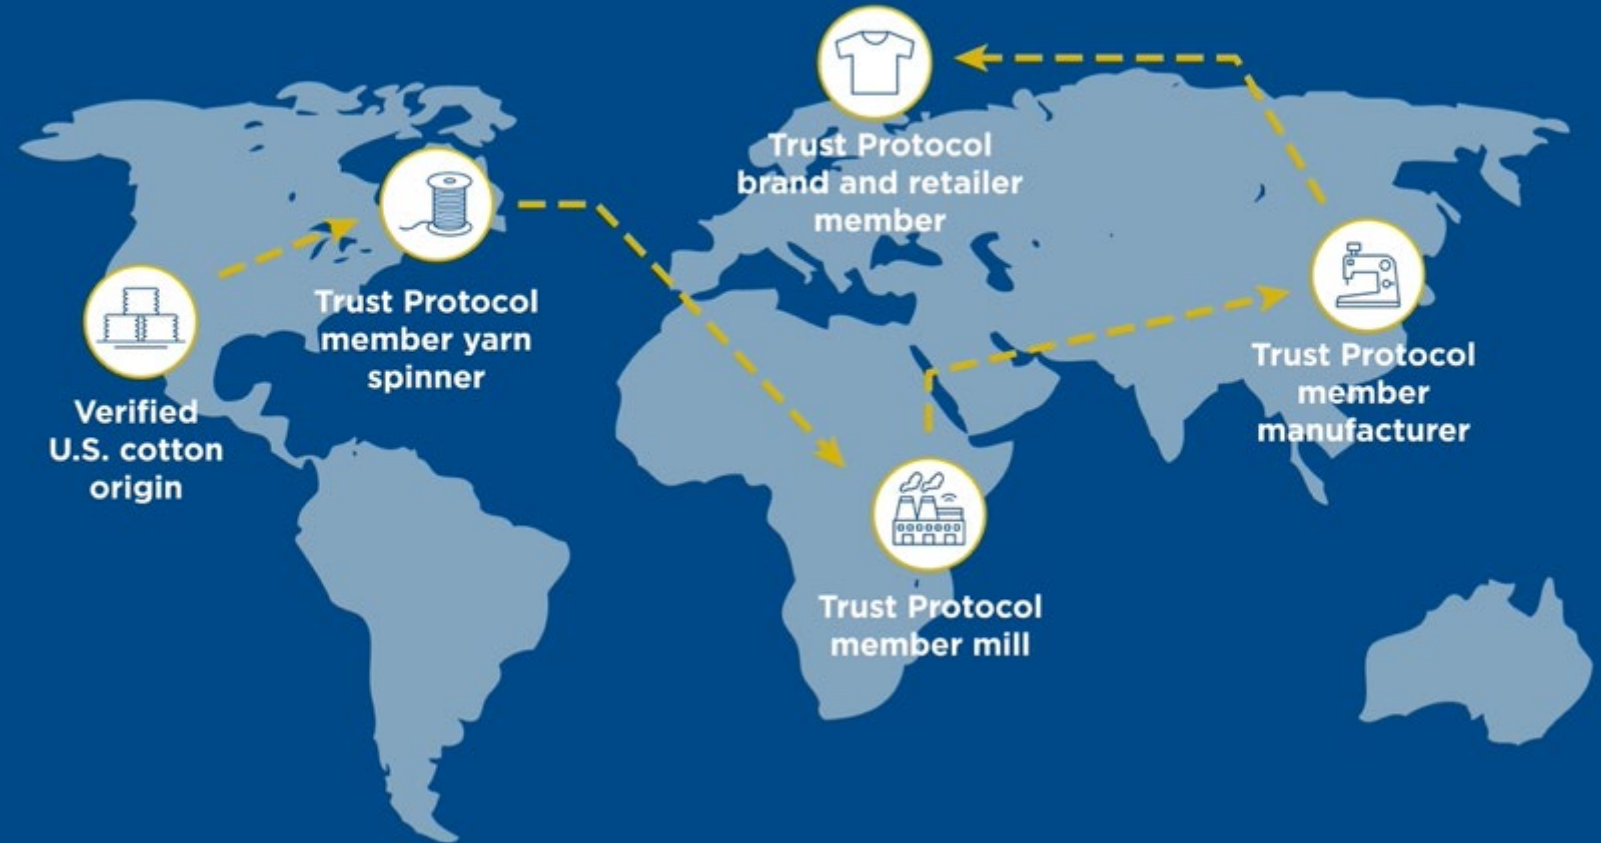 Verified
U.S. cotton
origin
Trust Protocol
member yarn
spinner
Trust Protocol
member mill
Trust Protocol
member
manufacturer
Trust Protocol
brand and retailer
member